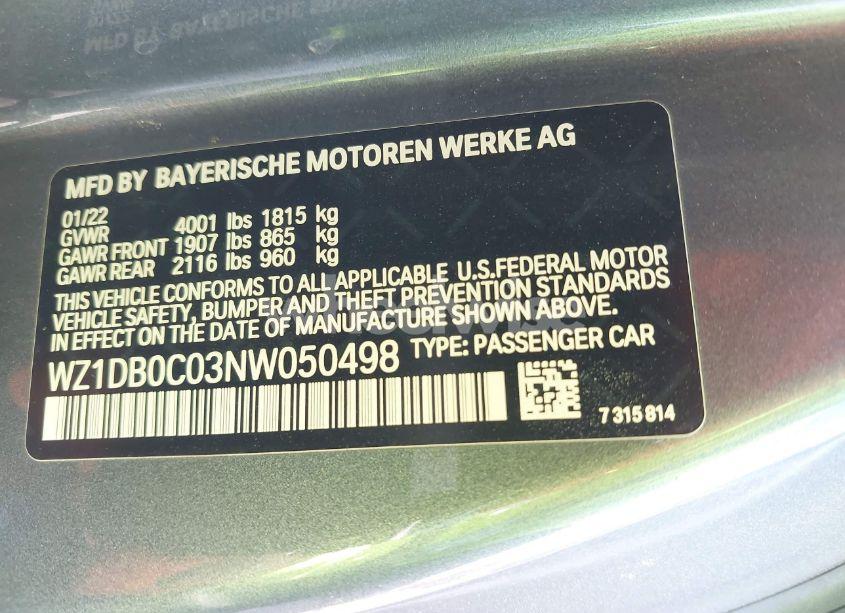 MFD BY BAYERISCHE MOTOREN WERKE AG
01/22
GVWR 4001 lbs 1815 kg
GAWR FRONT 1907 lbs 865 kg
GAWR REAR 2116 lbs 960 kg
THIS VEHICLE CONFORMS TO ALL APPLICABLE U.S.FEDERAL MOTOR
VEHICLE SAFETY, BUMPER AND THEFT PREVENTION STANDARDS
IN EFFECT ON THE DATE OF MANUFACTURE SHOWN ABOVE.
WZ1DB0C03NW050498 TYPE: PASSENGER CAR
7 315 814